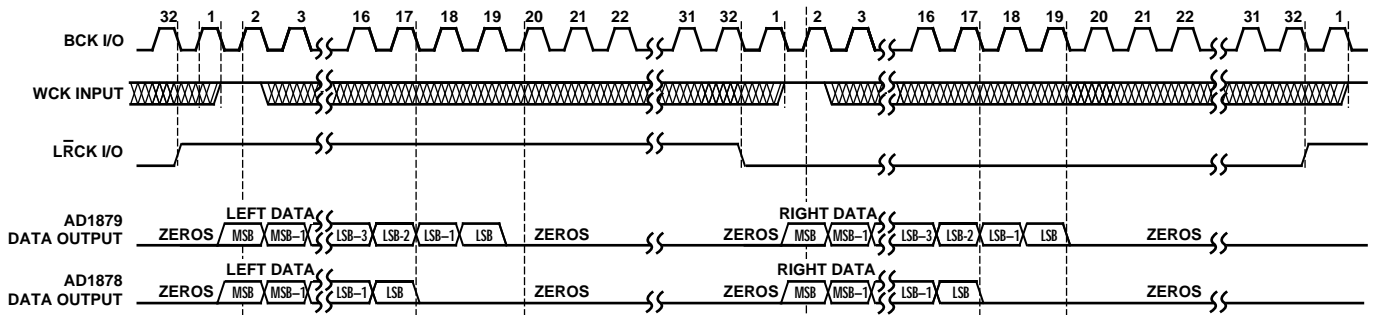 32 1 2 3 16 17 18 19 20 21 22 31 32 1 2 3 16 17 18 19 20 21 22 31 32 1
BCK I/O
WCK INPUT
LR̅CK I/O
LEFT DATA RIGHT DATA
AD1879
DATA OUTPUT
ZEROS MSB MSB–1 LSB–3 LSB-2 LSB–1 LSB ZEROS ZEROS MSB MSB–1 LSB–3 LSB-2 LSB–1 LSB ZEROS
LEFT DATA RIGHT DATA
AD1878
DATA OUTPUT
ZEROS MSB MSB–1 LSB–1 LSB ZEROS ZEROS MSB MSB–1 LSB–1 LSB ZEROS